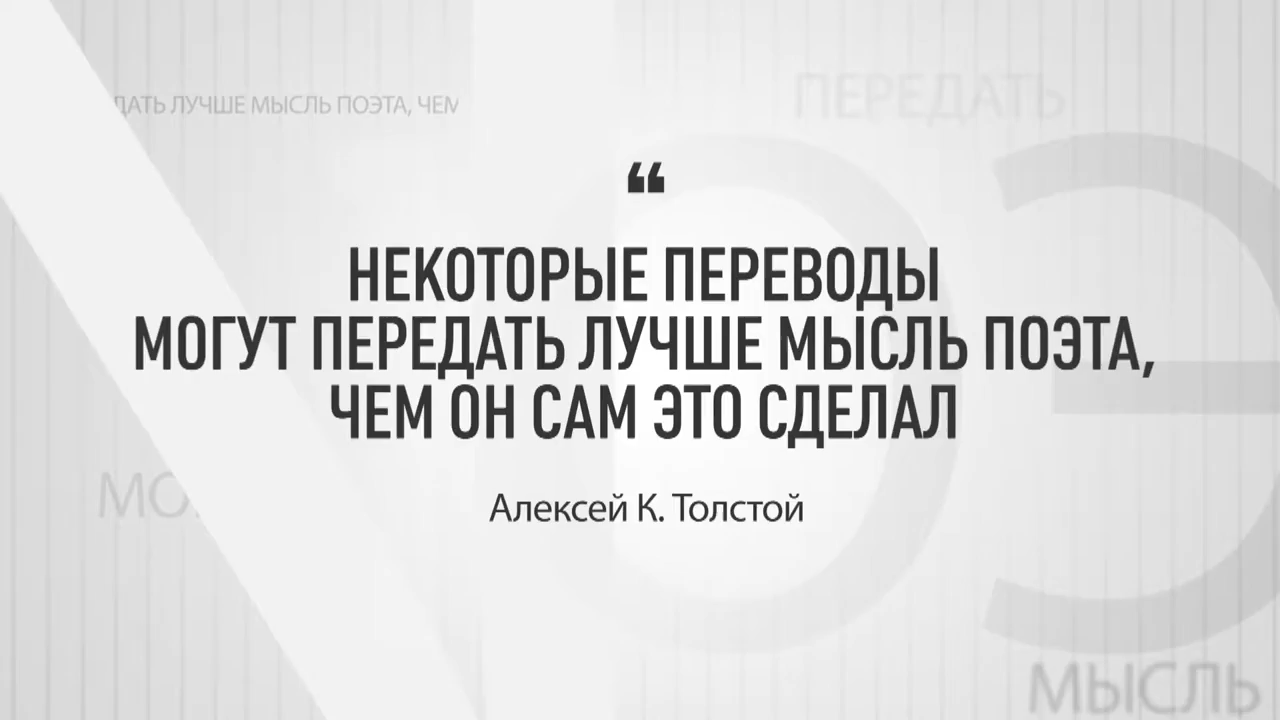 ДАТЬ ЛУЧШЕ МЫСЛЬ ПОЭТА, ЧЕМ
ПЕРЕДАТЬ
“
НЕКОТОРЫЕ ПЕРЕВОДЫ
МОГУТ ПЕРЕДАТЬ ЛУЧШЕ МЫСЛЬ ПОЭТА,
ЧЕМ ОН САМ ЭТО СДЕЛАЛ
Алексей К. Толстой
МЫСЛЬ